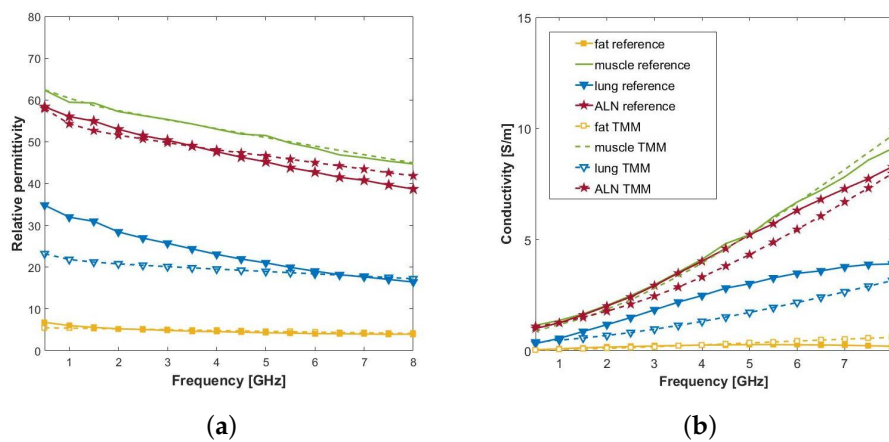 80
70
60
50
40
30
20
10
0
Relative permittivity
1 2 3 4 5 6 7 8
Frequency [GHz]
(a)
15
10
5
0
Conductivity [S/m]
fat reference
muscle reference
lung reference
ALN reference
fat TMM
muscle TMM
lung TMM
ALN TMM
1 2 3 4 5 6 7
Frequency [GHz]
(b)